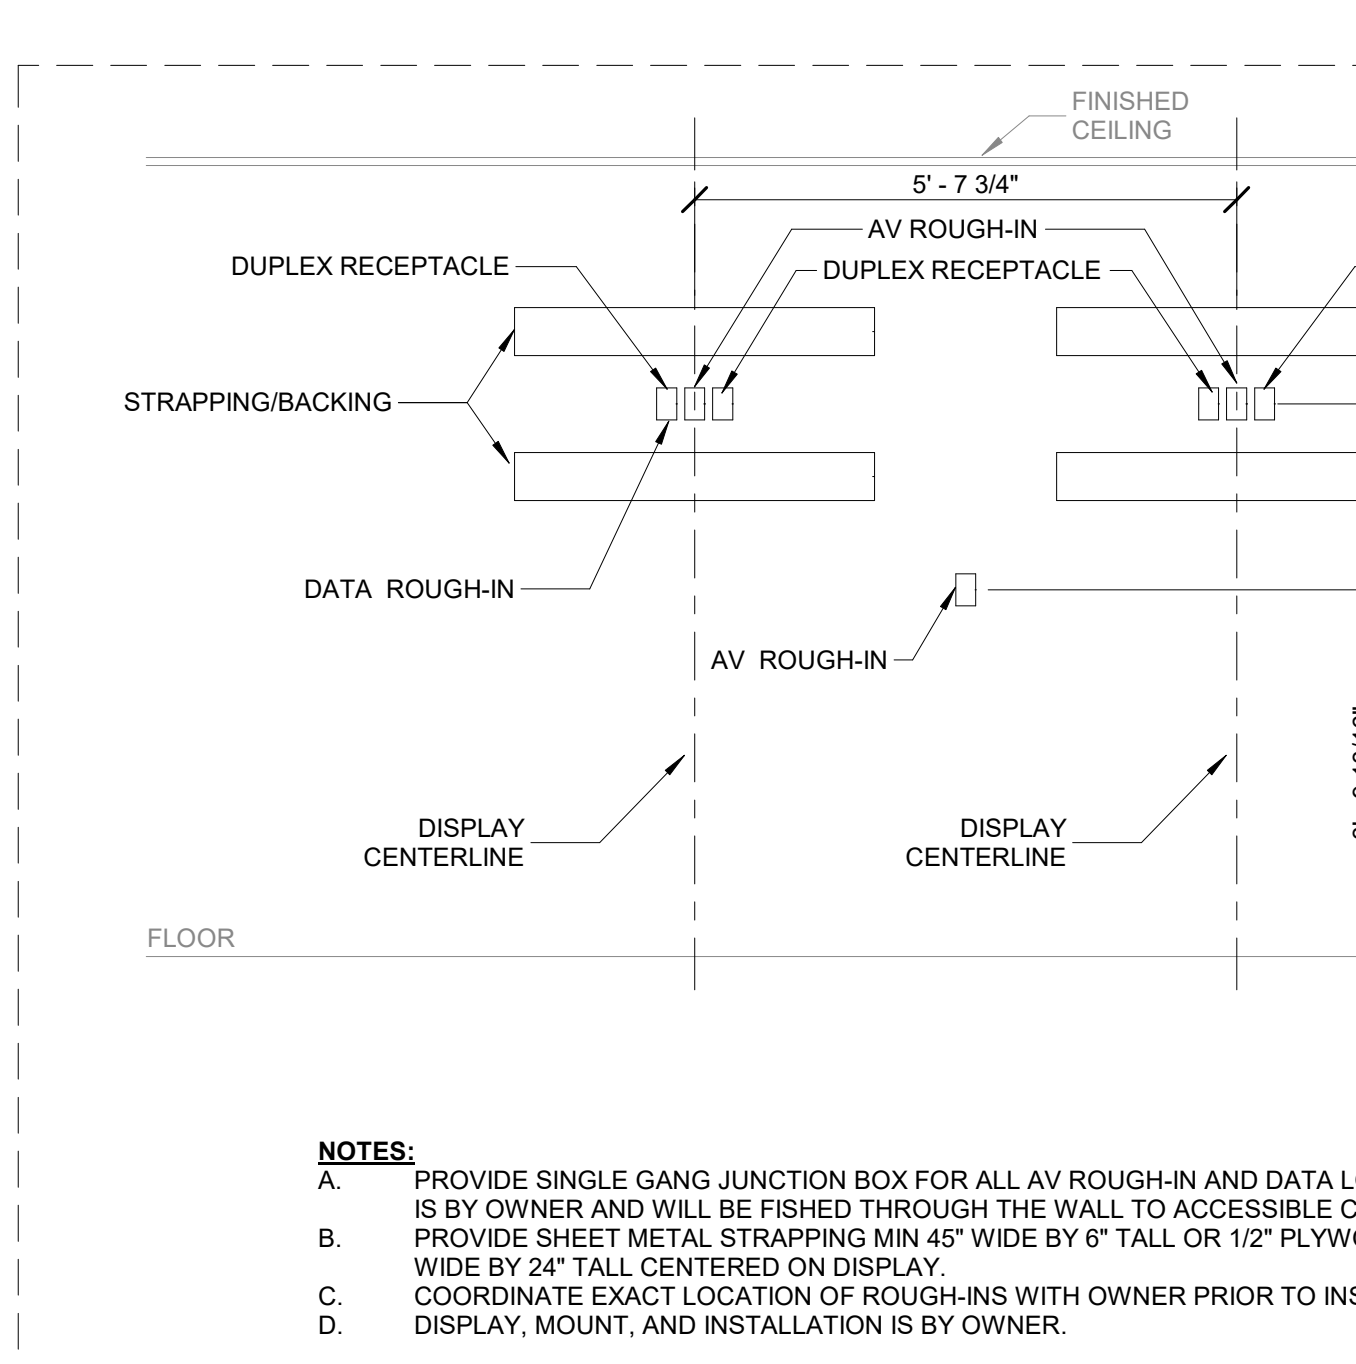 FINISHED
CEILING
5' - 7 3/4"
AV ROUGH-IN
DUPLEX RECEPTACLE
DUPLEX RECEPTACLE
STRAPPING/BACKING
DATA ROUGH-IN
AV ROUGH-IN
DISPLAY
CENTERLINE
DISPLAY
CENTERLINE
FLOOR
NOTES:
A. PROVIDE SINGLE GANG JUNCTION BOX FOR ALL AV ROUGH-IN AND DATA
IS BY OWNER AND WILL BE FISHED THROUGH THE WALL TO ACCESSIBLE
B. PROVIDE SHEET METAL STRAPPING MIN 45" WIDE BY 6" TALL OR 1/2"
WIDE BY 24" TALL CENTERED ON DISPLAY.
C. COORDINATE EXACT LOCATION OF ROUGH-INS WITH OWNER PRIOR TO
D. DISPLAY, MOUNT, AND INSTALLATION IS BY OWNER.